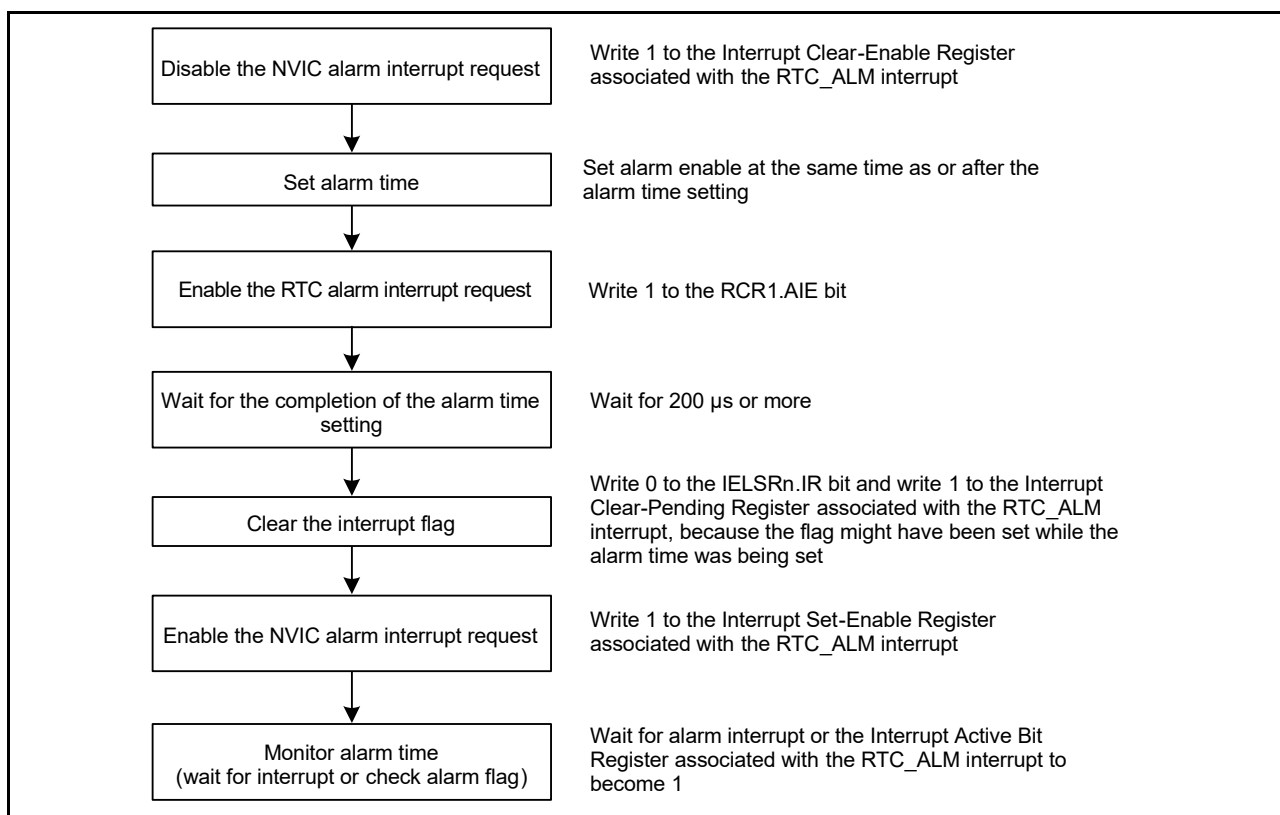 Disable the NVIC alarm interrupt request
Write 1 to the Interrupt Clear-Enable Register
associated with the RTC_ALM interrupt
Set alarm time
Set alarm enable at the same time as or after the
alarm time setting
Enable the RTC alarm interrupt request
Write 1 to the RCR1.AIE bit
Wait for the completion of the alarm time
setting
Wait for 200 µs or more
Clear the interrupt flag
Write 0 to the IELSRn.IR bit and write 1 to the Interrupt
Clear-Pending Register associated with the RTC_ALM
interrupt, because the flag might have been set while the
alarm time was being set
Enable the NVIC alarm interrupt request
Write 1 to the Interrupt Set-Enable Register
associated with the RTC_ALM interrupt
Monitor alarm time
(wait for interrupt or check alarm flag)
Wait for alarm interrupt or the Interrupt Active Bit
Register associated with the RTC_ALM interrupt to
become 1